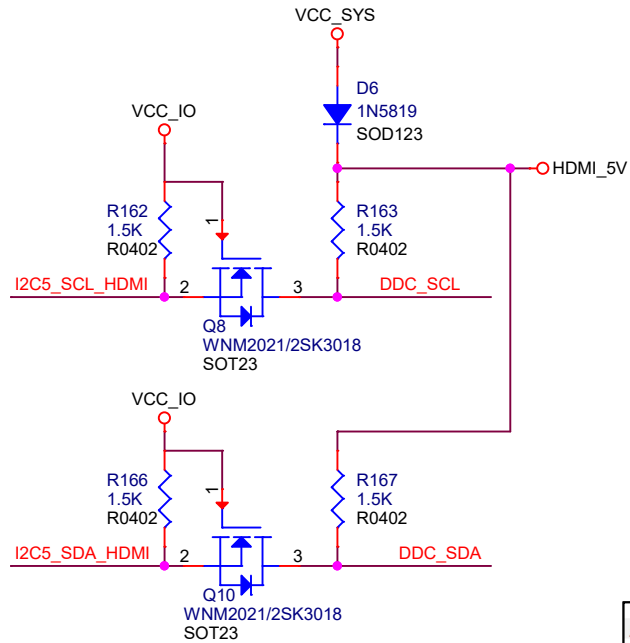 VCC_SYS
D6
1N5819
SOD123
VCC_IO
HDMI_5V
R162
1.5K
R0402
1
R163
1.5K
R0402
I2C5_SCL_HDMI
2
3
DDC_SCL
Q8
WNM2021/2SK3018
SOT23
VCC_IO
R166
1.5K
R0402
1
R167
1.5K
R0402
I2C5_SDA_HDMI
2
3
DDC_SDA
Q10
WNM2021/2SK3018
SOT23